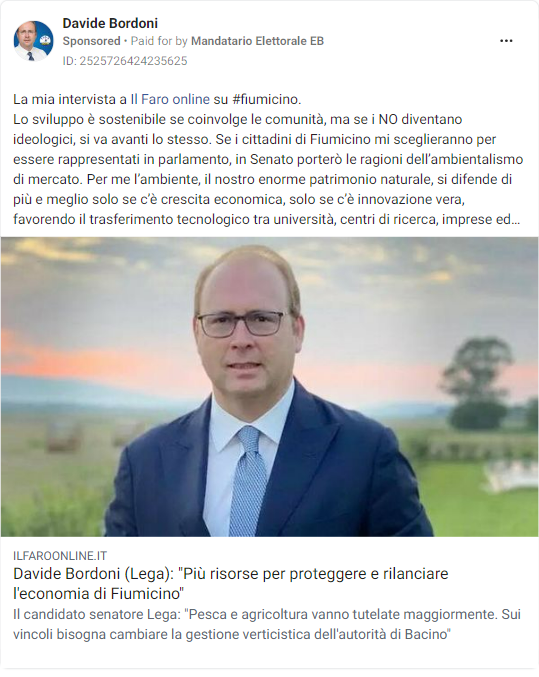 Davide Bordoni
Sponsored • Paid for by Mandatario Elettorale EB
ID: 2525726424235625
La mia intervista a Il Faro online su #fiumicino.
Lo sviluppo è sostenibile se coinvolge le comunità, ma se i NO diventano
ideologici, si va avanti lo stesso. Se i cittadini di Fiumicino mi sceglieranno per
essere rappresentati in parlamento, in Senato porterò le ragioni dell'ambientalismo
di mercato. Per me l'ambiente, il nostro enorme patrimonio naturale, si difende di
più e meglio solo se c'è crescita economica, solo se c'è innovazione vera,
favorendo il trasferimento tecnologico tra università, centri di ricerca, imprese ed...
ILFAROONLINE.IT
Davide Bordoni (Lega): "Più risorse per proteggere e rilanciare
l'economia di Fiumicino"
Il candidato senatore Lega: "Pesca e agricoltura vanno tutelate maggiormente. Sui
vincoli bisogna cambiare la gestione verticistica dell'autorità di Bacino"